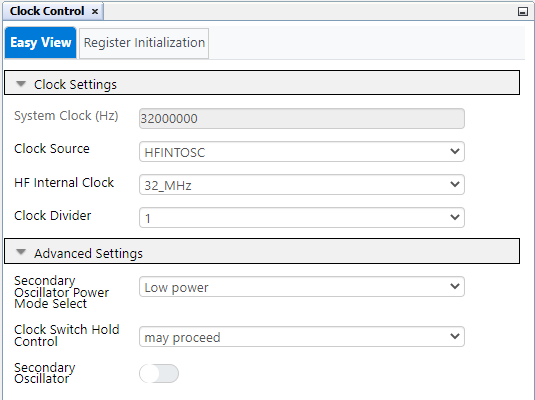 Clock Control ×
Easy View Register Initialization
Clock Settings
System Clock (Hz) 32000000
Clock Source HFINTOSC
HF Internal Clock 32_MHz
Clock Divider 1
Advanced Settings
Secondary
Oscillator Power
Mode Select
Low power
Clock Switch Hold
Control
may proceed
Secondary
Oscillator